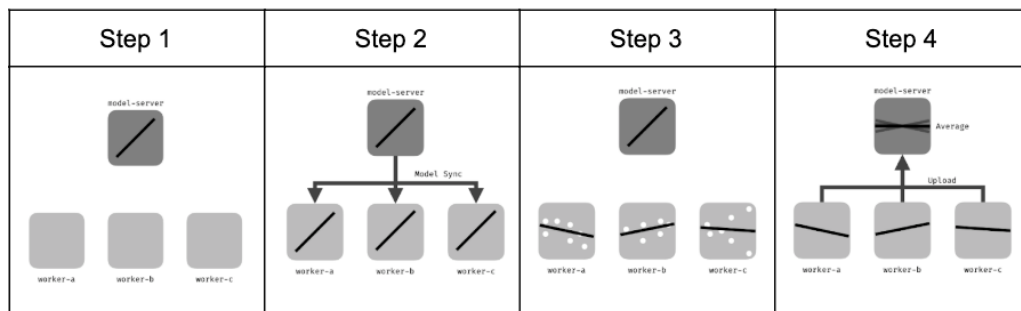 Step 1
Step 2
Step 3
Step 4
model-server
worker-a
worker-b
worker-c
model-server
Model Sync
worker-a
worker-b
worker-c
model-server
worker-a
worker-b
worker-c
model-server
Average
Upload
worker-a
worker-b
worker-c